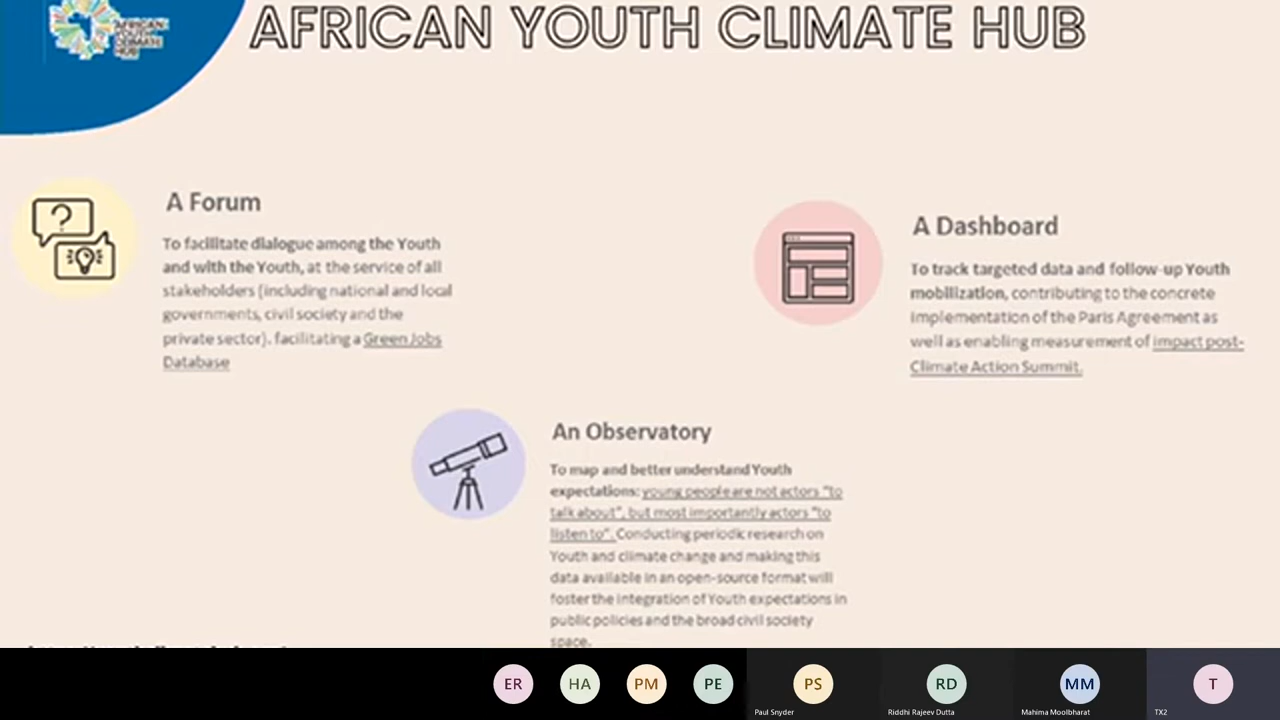 AFRICAN YOUTH CLIMATE HUB
AFRICAN
YOUTH
CLIMATE
HUB
A Forum
To facilitate dialogue among the Youth
and with the Youth, at the service of all
stakeholders (including national and local
governments, civil society and the
private sector). facilitating a Green Jobs
Database
A Dashboard
To track targeted data and follow-up Youth
mobilization, contributing to the concrete
implementation of the Paris Agreement as
well as enabling measurement of impact post-
Climate Action Summit.
An Observatory
To map and better understand Youth
expectations: young people are not actors "to
talk about", but most importantly actors "to
listen to". Conducting periodic research on
Youth and climate change and making this
data available in an open-source format will
foster the integration of Youth expectations in
public policies and the broad civil society
space.
ER
HA
PM
PE
PS
RD
MM
T
Paul Snyder
Riddhi Rajeev Dutta
Mahima Moolbharat
TX2